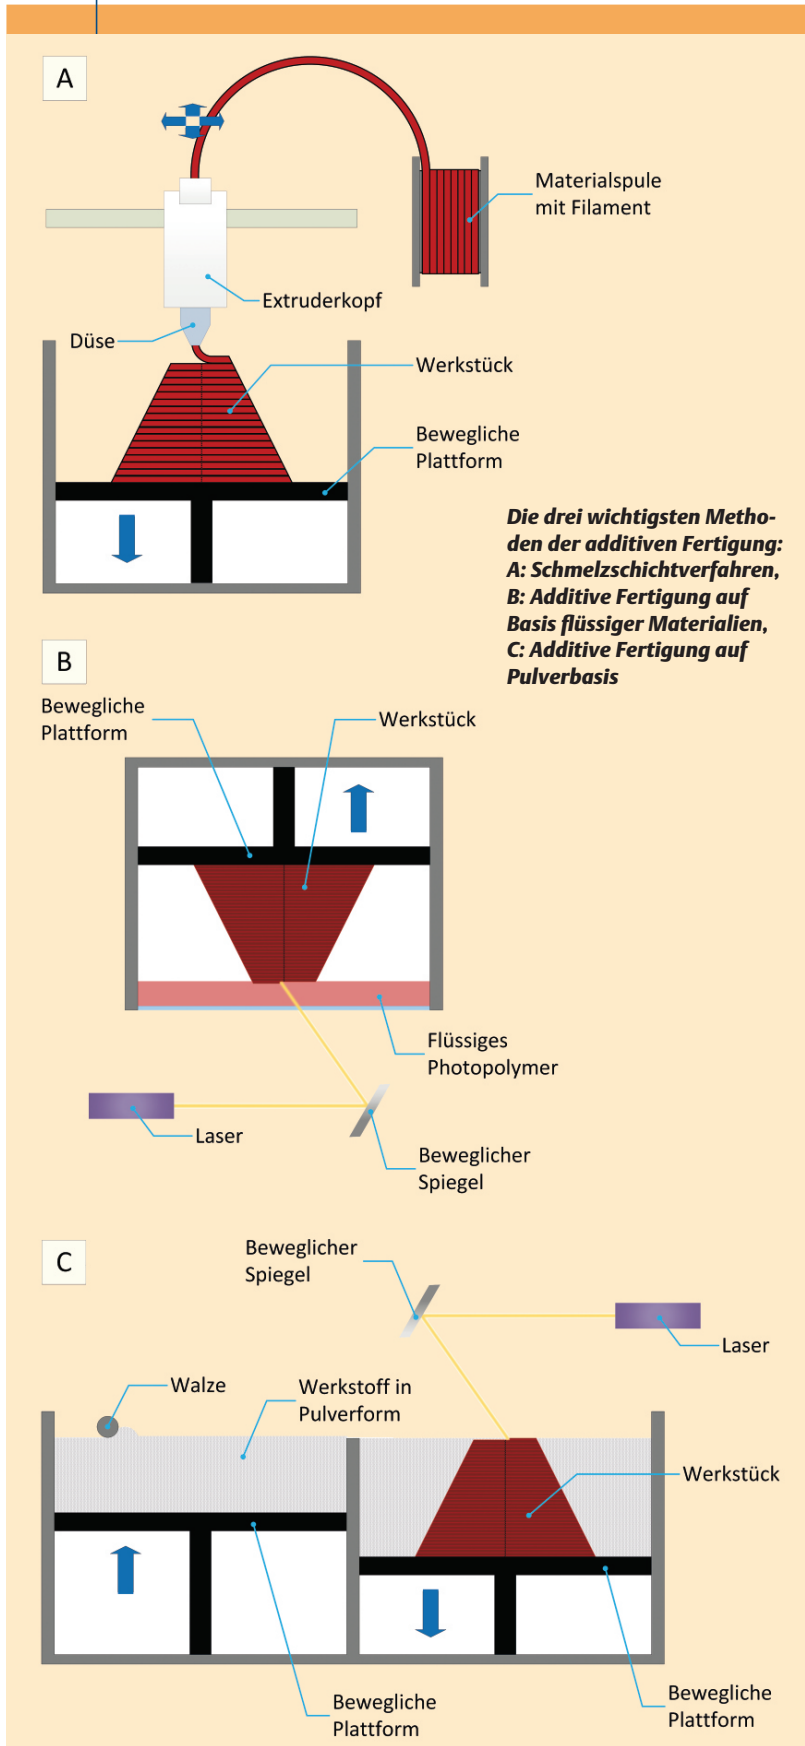 A
Materialspule
mit Filament
Extruderkopf
Düse
Werkstück
Bewegliche
Plattform
Die drei wichtigsten Metho-
den der additiven Fertigung:
A: Schmelzschichtverfahren,
B: Additive Fertigung auf
Basis flüssiger Materialien,
C: Additive Fertigung auf
Pulverbasis
B
Bewegliche
Plattform
Werkstück
Flüssiges
Photopolymer
Laser
Beweglicher
Spiegel
C
Beweglicher
Spiegel
Laser
Walze
Werkstoff in
Pulverform
Werkstück
Bewegliche
Plattform
Bewegliche
Plattform